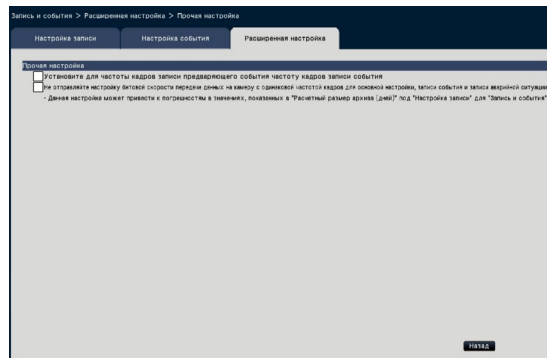 Запись и события > Расширенная настройка > Прочая настройка
Настройка записи
Настройка события
Расширенная настройка
Прочая настройка
Установите для частоты кадров записи предваряющего события частоту кадров записи события
Не отправляйте настройку битовой скорости передачи данных на камеру с одинаковой частотой кадров для основной настройки, записи события и записи аварийной ситуации
- Данная настройка может привести к погрешностям в значениях, показанных в "Расчетный размер архива (дней)" под "Настройка записи" для "Запись и события"
Назад